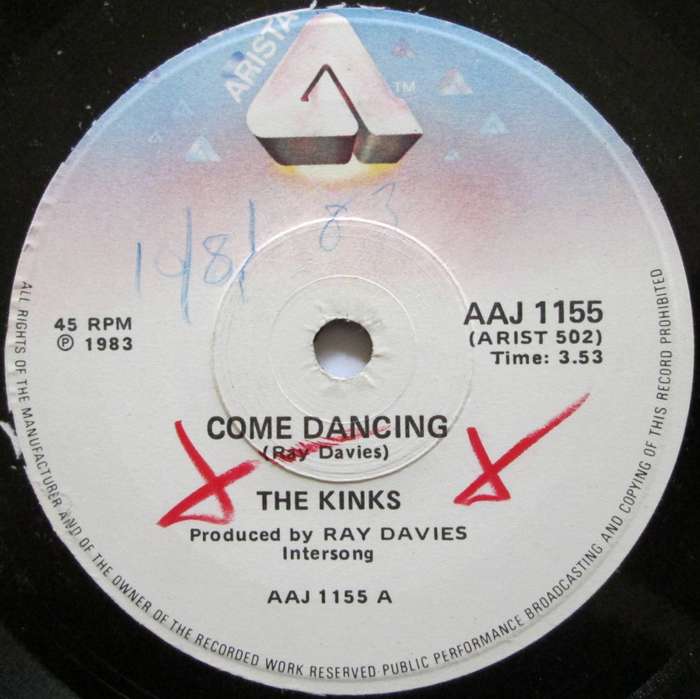 ARISTA
TM
1/8/83
45 RPM
℗ 1983
AAJ 1155
(ARIST 502)
Time: 3.53
COME DANCING
(Ray Davies)
THE KINKS
Produced by RAY DAVIES
Intersong
AAJ 1155 A
ALL RIGHTS OF THE MANUFACTURER AND OF THE OWNER OF THE RECORDED WORK RESERVED PUBLIC PERFORMANCE BROADCASTING AND COPYING OF THIS RECORD PROHIBITED